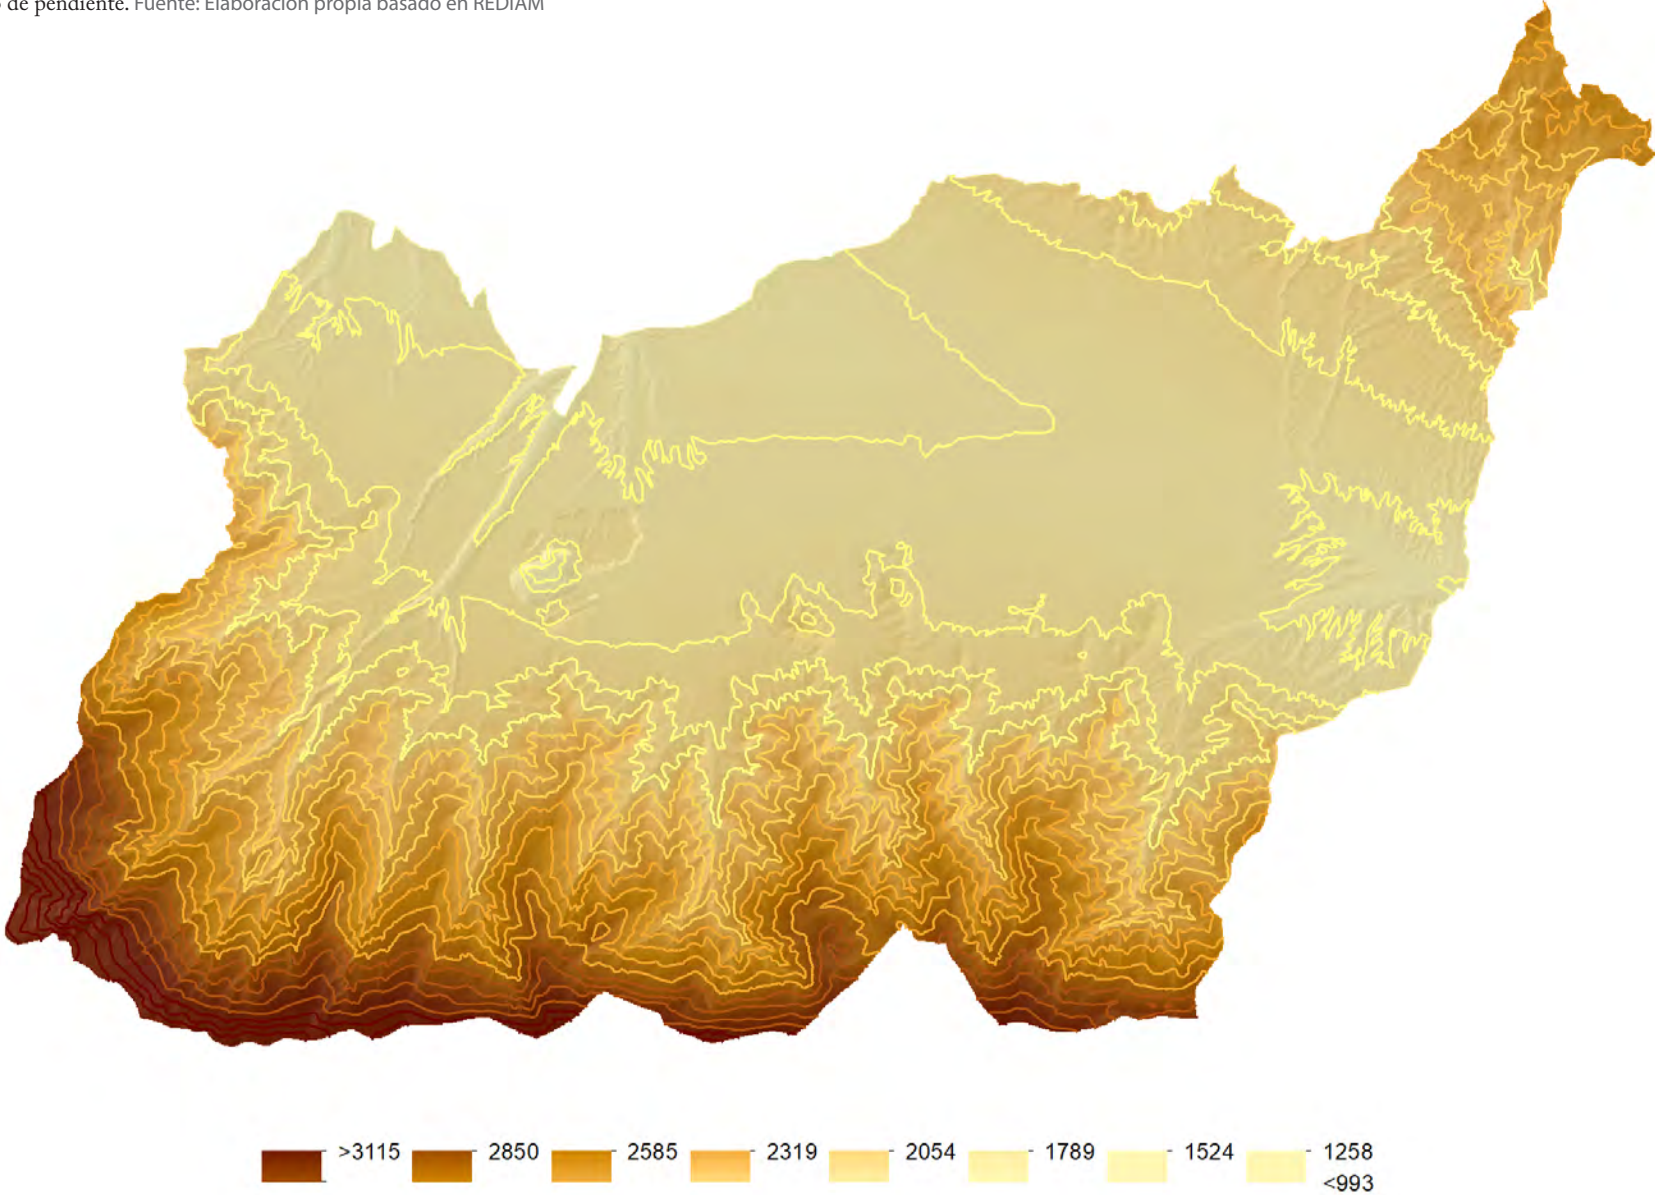 de pendiente. Fuente: Elaboración propia basado en REDIAM
>3115 2850 2585 2319 2054 1789 1524 1258
<993